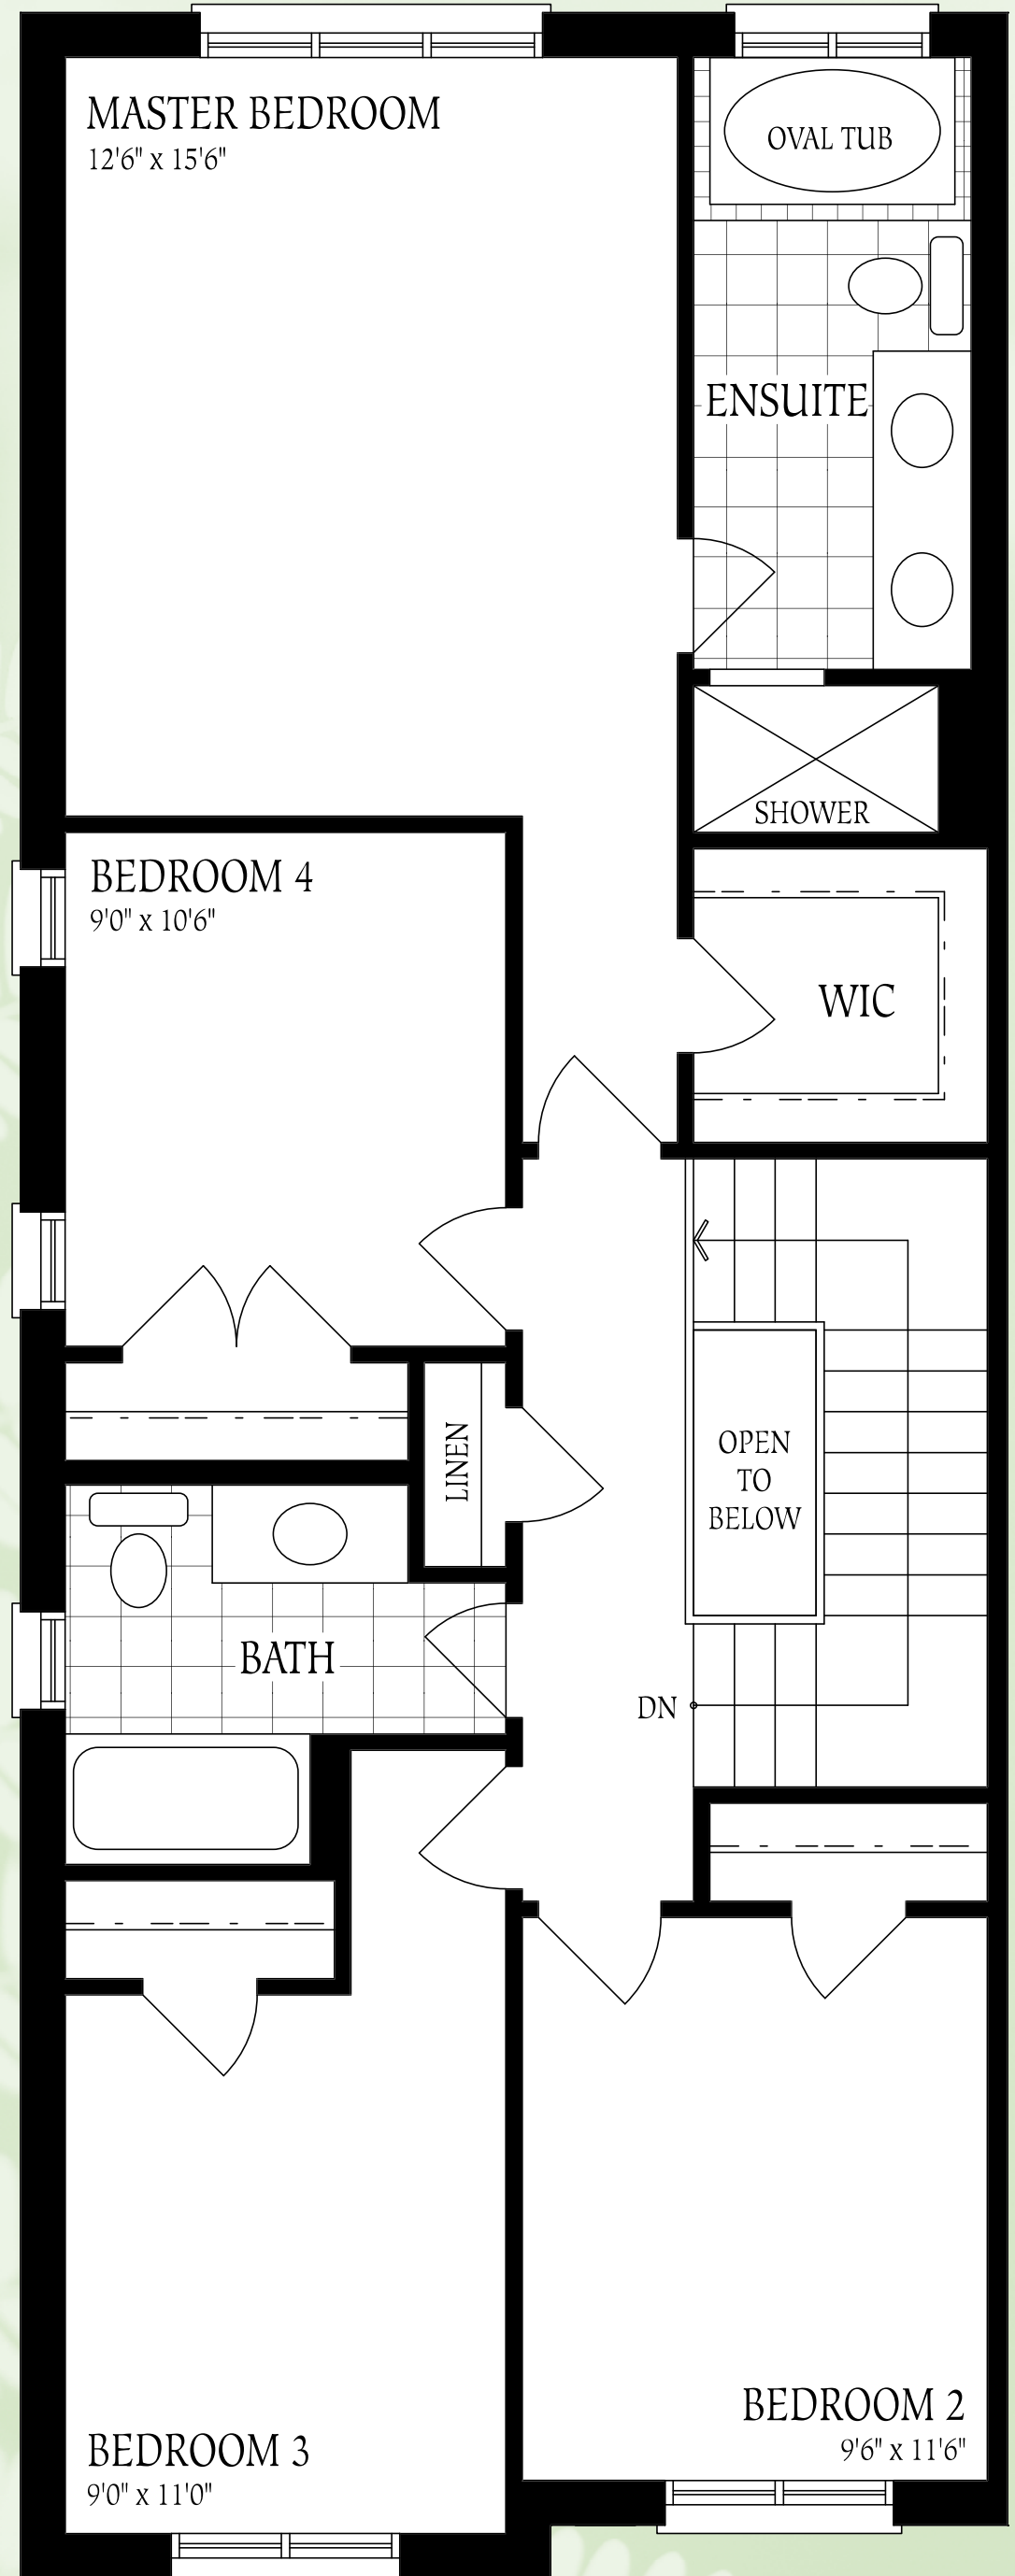 MASTER BEDROOM
12'6" x 15'6"
OVAL TUB
ENSUITE
SHOWER
BEDROOM 4
9'0" x 10'6"
WIC
LINEN
OPEN
TO
BELOW
BATH
DN
BEDROOM 2
9'6" x 11'6"
BEDROOM 3
9'0" x 11'0"